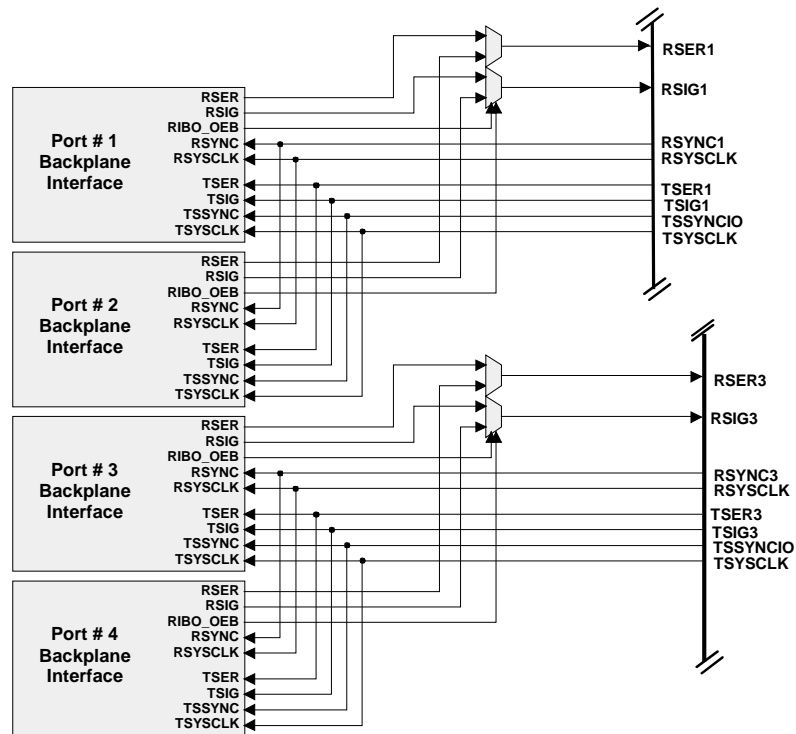 RSER1
RSIG1
RSER
RSIG
RIBO_OEB
RSYNC
RSYSCLK
TSER
TSIG
TSSYNC
TSYSCLK
Port # 1
Backplane
Interface
RSYNC1
RSYSCLK
TSER1
TSIG1
TSSYNCIO
TSYSCLK
RSER
RSIG
RIBO_OEB
RSYNC
RSYSCLK
TSER
TSIG
TSSYNC
TSYSCLK
Port # 2
Backplane
Interface
RSER3
RSIG3
RSER
RSIG
RIBO_OEB
RSYNC
RSYSCLK
TSER
TSIG
TSSYNC
TSYSCLK
Port # 3
Backplane
Interface
RSYNC3
RSYSCLK
TSER3
TSIG3
TSSYNCIO
TSYSCLK
RSER
RSIG
RIBO_OEB
RSYNC
RSYSCLK
TSER
TSIG
TSSYNC
TSYSCLK
Port # 4
Backplane
Interface